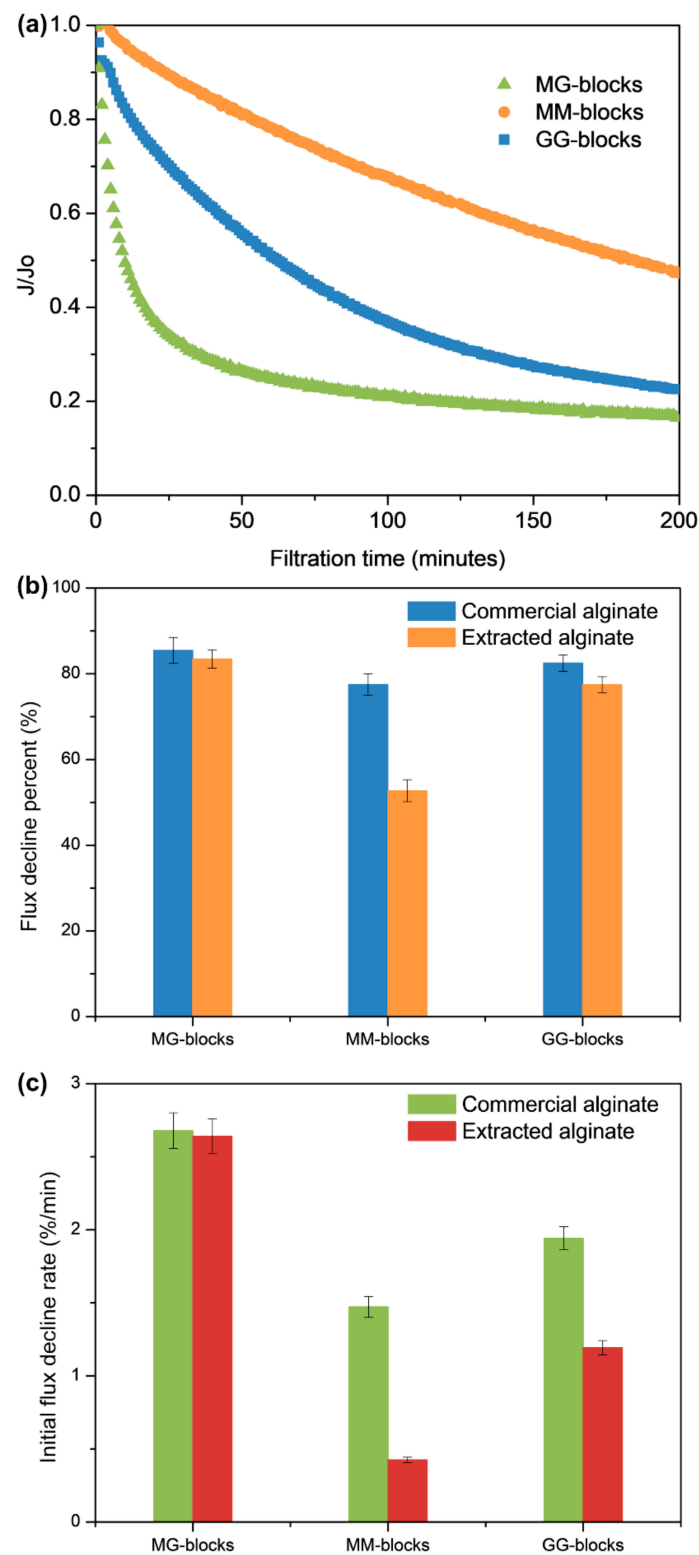 (a)
1.0
0.8
0.6
0.4
0.2
0.0
J/Jo
MG-blocks
MM-blocks
GG-blocks
0 50 100 150 200
Filtration time (minutes)
(b)
100
80
60
40
20
0
Flux decline percent (%)
Commercial alginate
Extracted alginate
MG-blocks MM-blocks GG-blocks
(c)
3
2
1
0
Initial flux decline rate (%/min)
Commercial alginate
Extracted alginate
MG-blocks MM-blocks GG-blocks